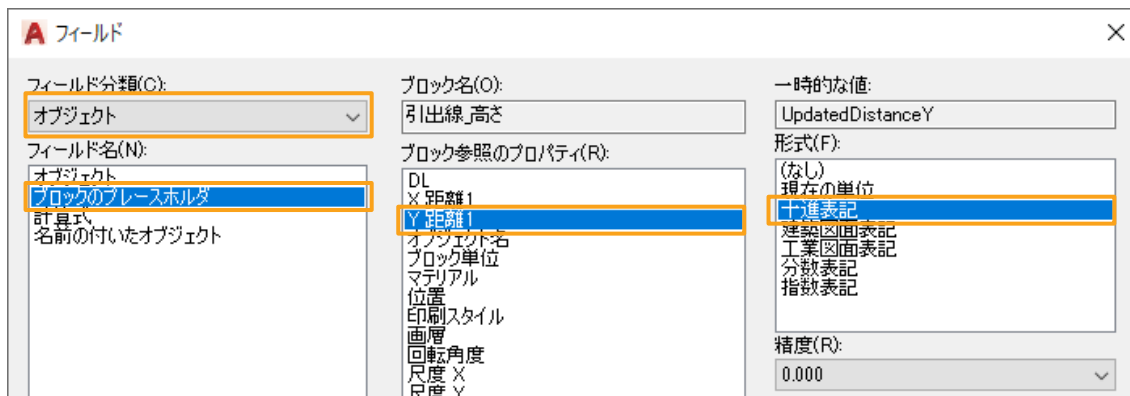 フィールド
フィールド分類(C):
オブジェクト
フィールド名(N):
オブジェクト
ブロックのプレースホルダ
計算式
名前の付いたオブジェクト
ブロック名(O):
引出線_高さ
ブロック参照のプロパティ(R):
DL
X 距離1
Y 距離1
オブジェクト名
ブロック単位
マテリアル
位置
印刷スタイル
画層
回転角度
尺度 X
尺度 Y
一時的な値:
UpdatedDistanceY
形式(F):
(なし)
現在の単位
十進表記
建築図面表記
工業図面表記
分数表記
指数表記
精度(R):
0.000